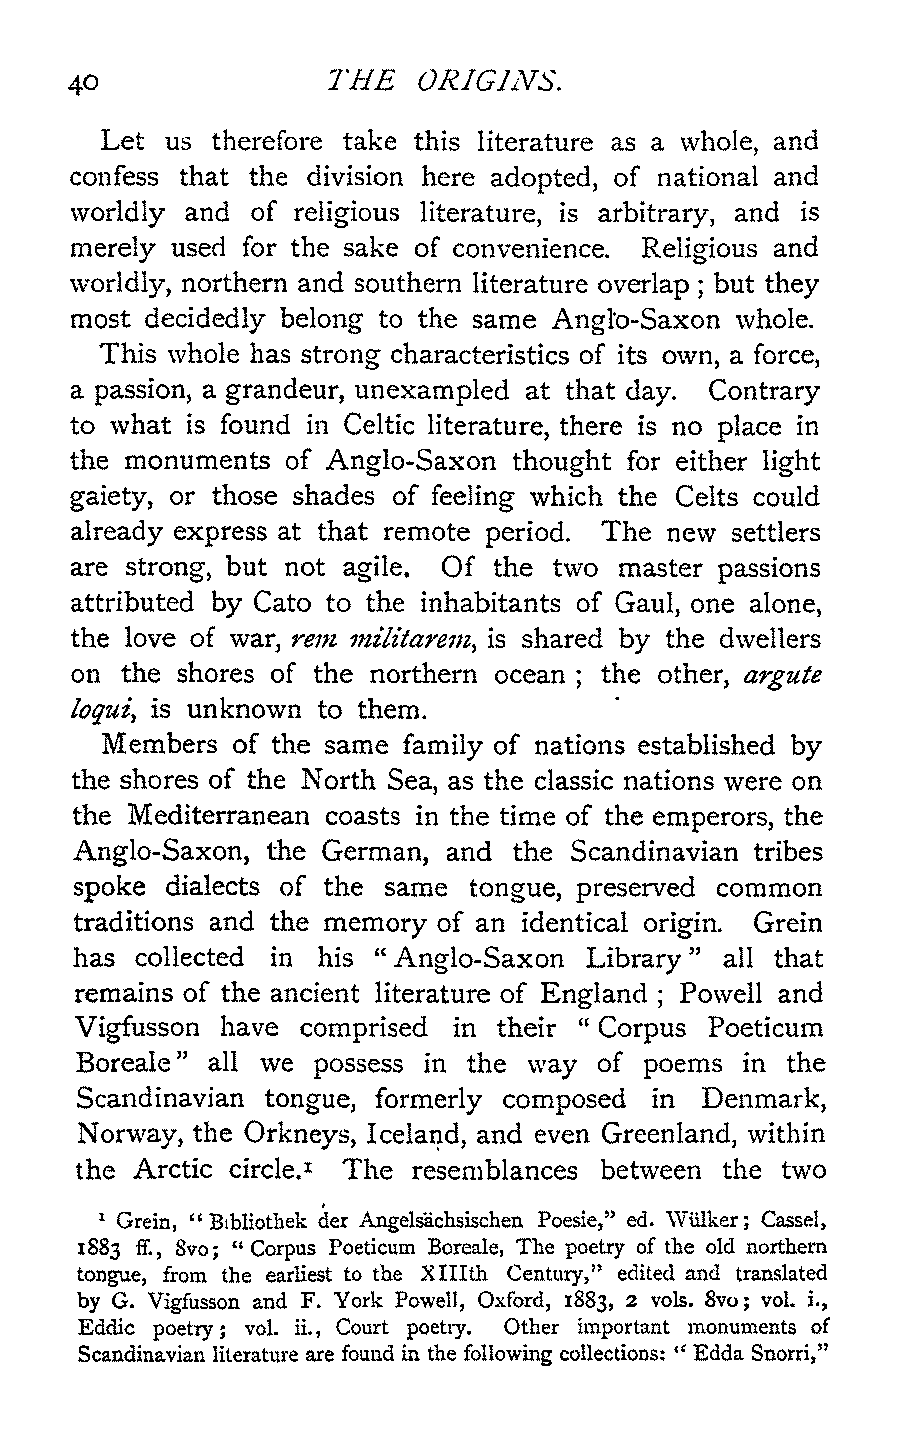 40 THE ORIGINS.
Let us therefore take this literature as a whole, and
confess that the division here adopted, of national and
worldly and of religious literature, is arbitrary, and is
merely used for the sake of convenience. Religious and
worldly, northern and southern literature overlap ; but they
most decidedly belong to the same Anglo-Saxon whole.
This whole has strong characteristics of its own, a force,
a passion, a grandeur, unexampled at that day. Contrary
to what is found in Celtic literature, there is no place in
the monuments of Anglo-Saxon thought for either light
gaiety, or those shades of feeling which the Celts could
already express at that remote period. The new settlers
are strong, but not agile. Of the two master passions
attributed by Cato to the inhabitants of Gaul, one alone,
the love of war, rem militarem, is shared by the dwellers
on the shores of the northern ocean ; the other, argute
loqui, is unknown to them.
Members of the same family of nations established by
the shores of the North Sea, as the classic nations were on
the Mediterranean coasts in the time of the emperors, the
Anglo-Saxon, the German, and the Scandinavian tribes
spoke dialects of the same tongue, preserved common
traditions and the memory of an identical origin. Grein
has collected in his “ Anglo-Saxon Library ” all that
remains of the ancient literature of England ; Powell and
Vigfusson have comprised in their “ Corpus Poeticum
Boreale” all we possess in the way of poems in the
Scandinavian tongue, formerly composed in Denmark,
Norway, the Orkneys, Iceland, and even Greenland, within
the Arctic circle.¹ The resemblances between the two
¹ Grein, “ Bibliothek der Angelsächsischen Poesie,” ed. Wülker; Cassel,
1883 ff., 8vo; “ Corpus Poeticum Boreale, The poetry of the old northern
tongue, from the earliest to the XIIIth Century,” edited and translated
by G. Vigfusson and F. York Powell, Oxford, 1883, 2 vols. 8vo; vol. i.,
Eddic poetry; vol. ii., Court poetry. Other important monuments of
Scandinavian literature are found in the following collections: “ Edda Snorri,”